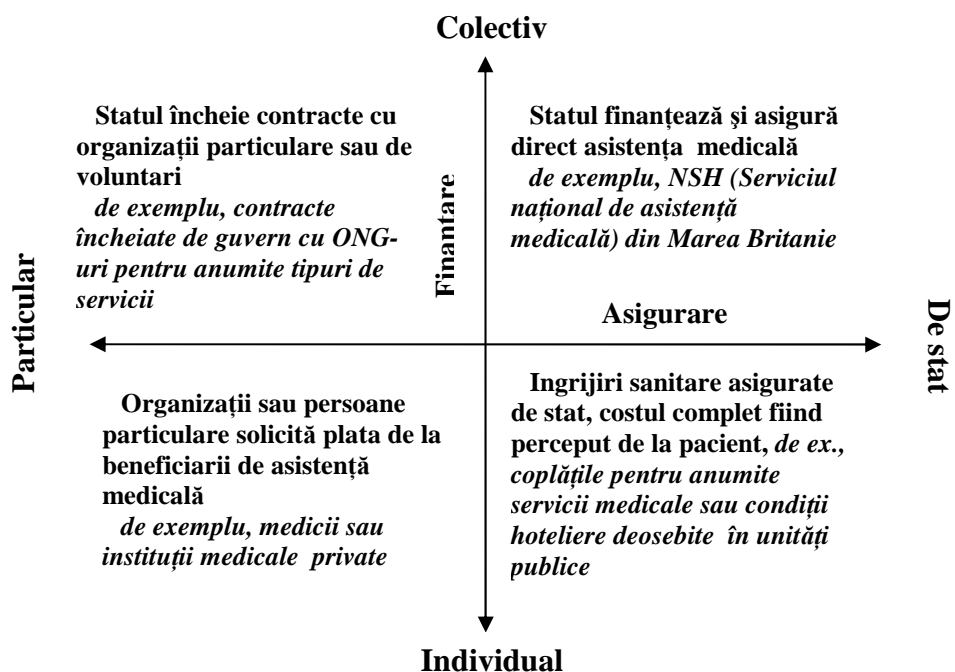 Colectiv
Statul încheie contracte cu
organizații particulare sau de
voluntari
de exemplu, contracte
încheiate de guvern cu ONG-
uri pentru anumite tipuri de
servicii
Finantare
Statul finanțează şi asigură
direct asistența medicală
de exemplu, NSH (Serviciul
național de asistență
medicală) din Marea Britanie
Particular
Asigurare
De stat
Organizații sau persoane
particulare solicită plata de la
beneficiarii de asistență
medicală
de exemplu, medicii sau
instituții medicale private
Ingrijiri sanitare asigurate
de stat, costul complet fiind
perceput de la pacient, de ex.,
coplățile pentru anumite
servicii medicale sau condiții
hoteliere deosebite în unități
publice
Individual